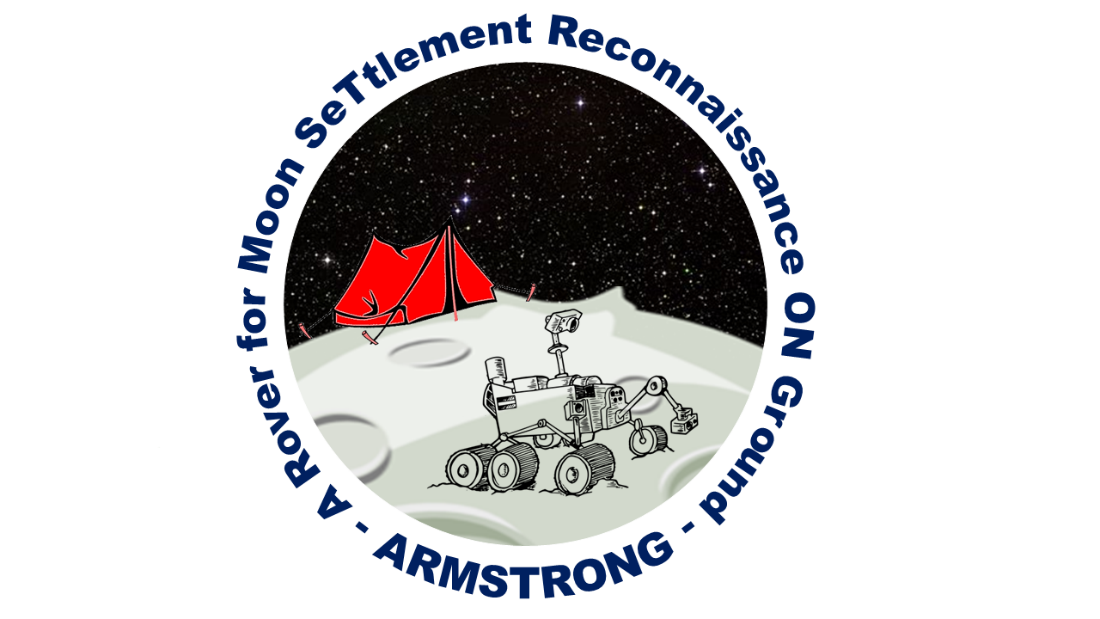 A Rover for Moon SeTtlement Reconnaissance ON Ground -
ARMSTRONG -